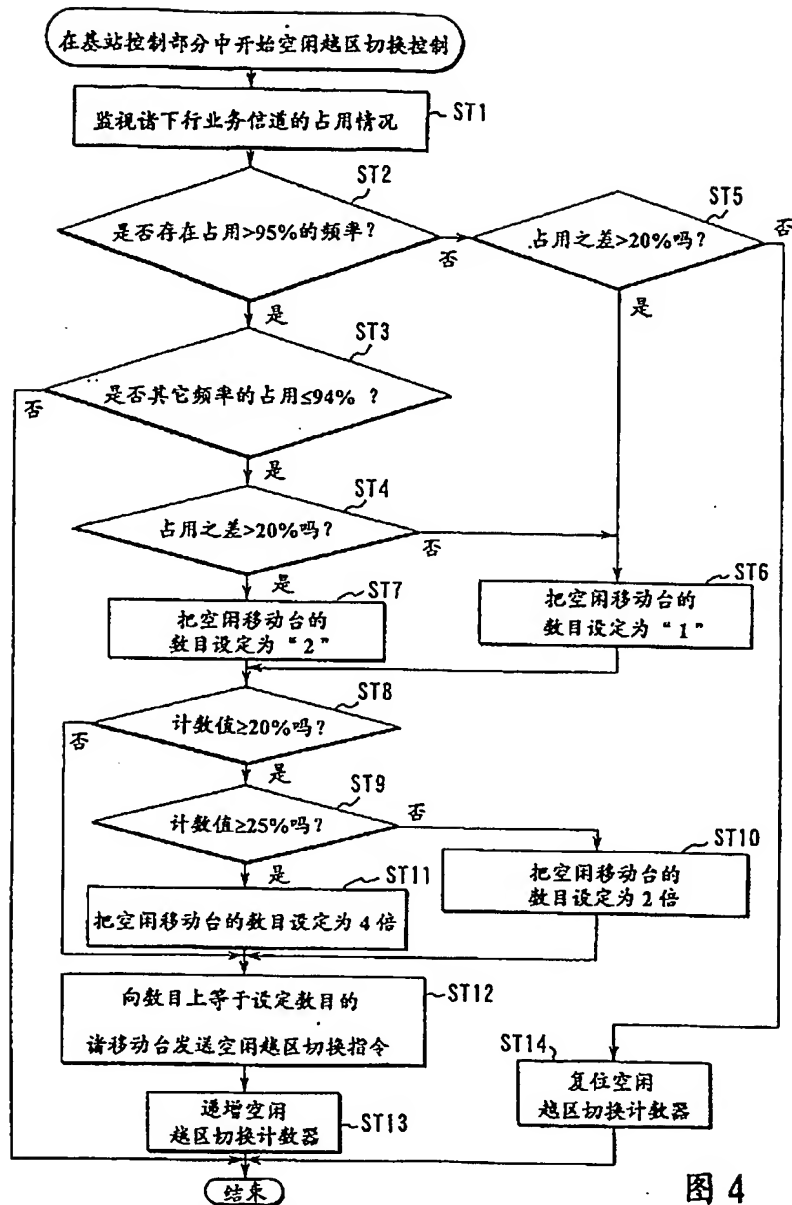 在基站控制部分中开始空闲越区切换控制
监视诸下行业务信道的占用情况
ST1
ST2
是否存在占用>95%的频率?
否
是
ST5
占用之差>20%吗?
否
是
ST3
是否其它频率的占用≤94% ?
否
是
ST4
占用之差>20%吗?
否
是
ST7
把空闲移动台的
数目设定为“2”
ST6
把空闲移动台的
数目设定为“1”
ST8
计数值≥20%吗?
否
是
ST9
计数值≥25%吗?
否
是
ST10
把空闲移动台的
数目设定为2倍
ST11
把空闲移动台的数目设定为4倍
ST12
向数目上等于设定数目的
诸移动台发送空闲越区切换指令
ST13
递增空闲
越区切换计数器
ST14
复位空闲
越区切换计数器
结束
图 4